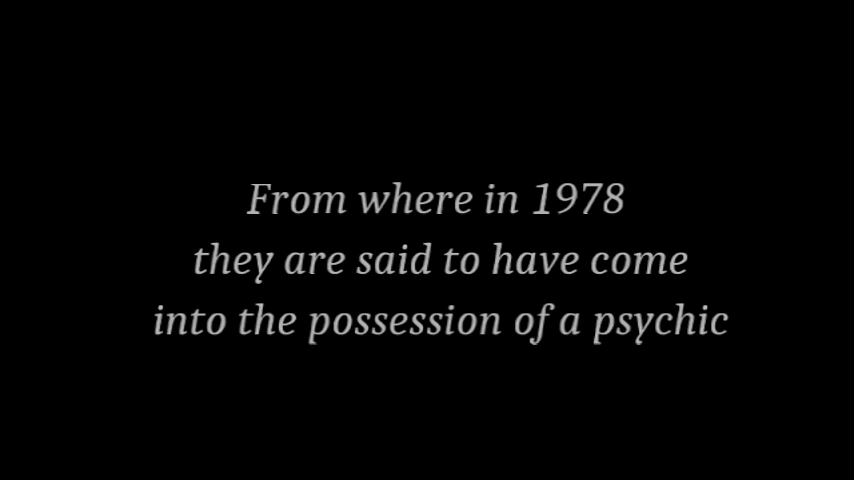 From where in 1978
they are said to have come
into the possession of a psychic